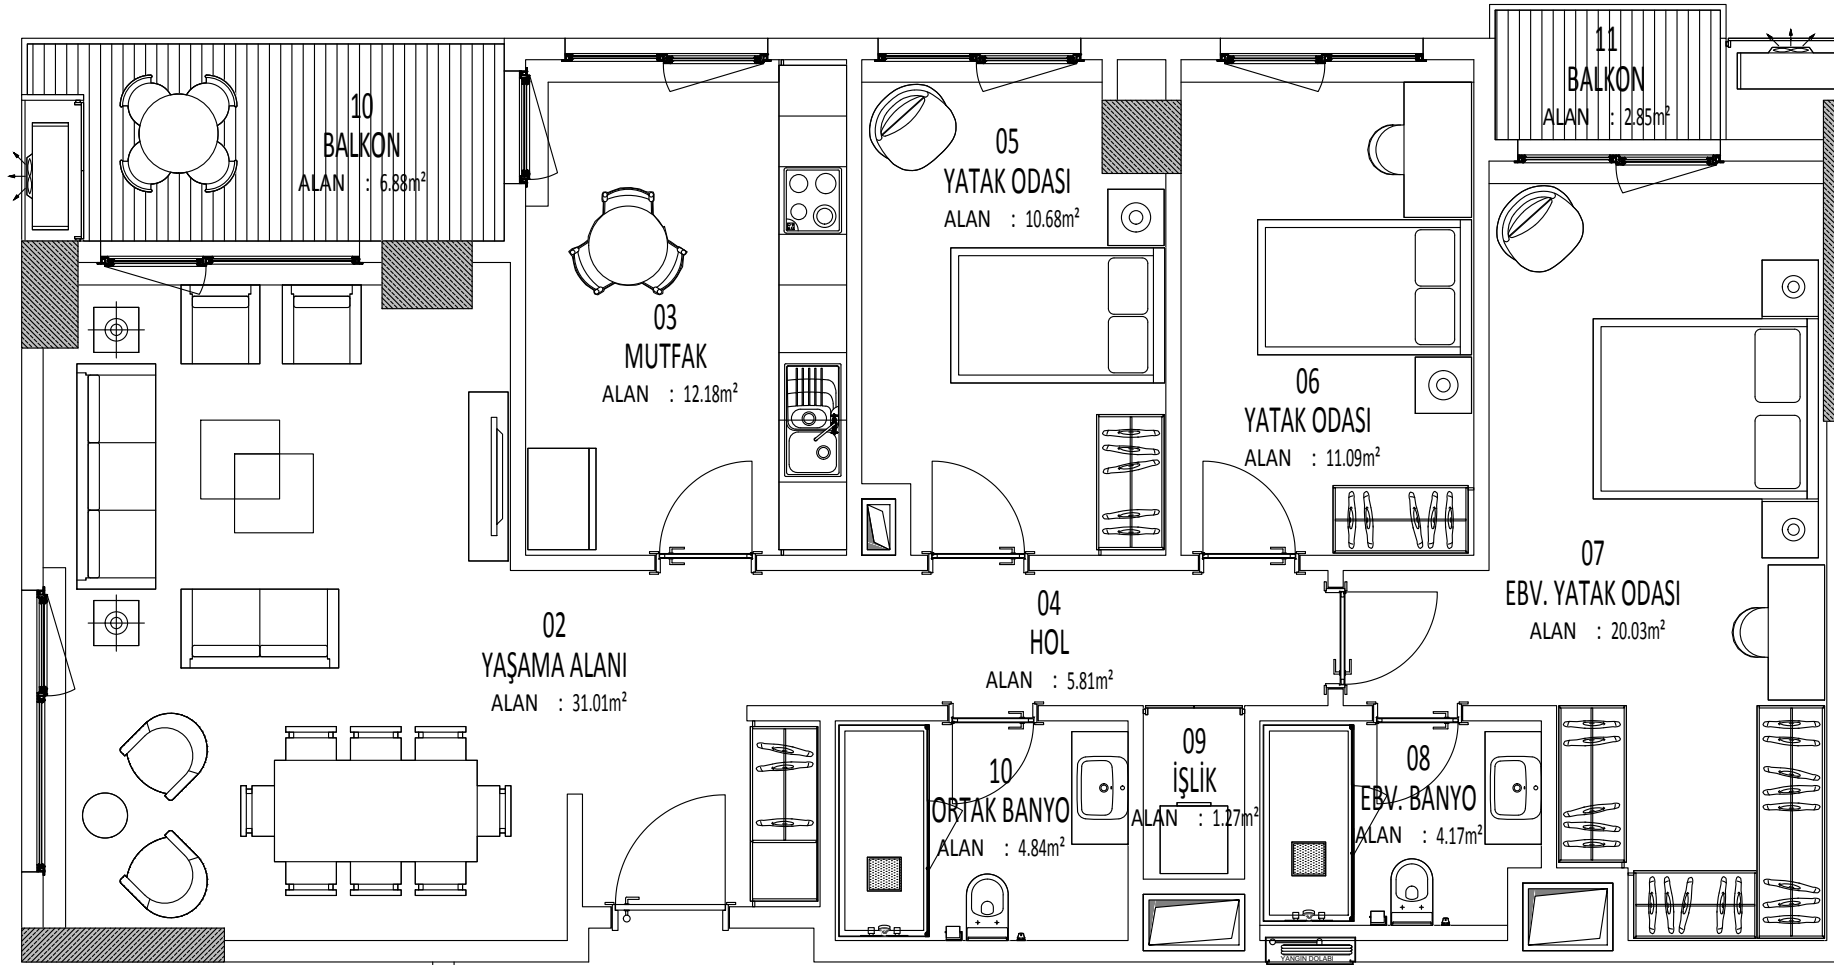 10
BALKON
ALAN : 6.88m²
11
BALKON
ALAN : 2.85m²
05
YATAK ODASI
ALAN : 10.68m²
03
MUTFAK
ALAN : 12.18m²
06
YATAK ODASI
ALAN : 11.09m²
07
EBV. YATAK ODASI
ALAN : 20.03m²
02
YAŞAMA ALANI
ALAN : 31.01m²
04
HOL
ALAN : 5.81m²
10
ORTAK BANYO
ALAN : 4.84m²
09
İŞLİK
ALAN : 1.27m²
08
EBV. BANYO
ALAN : 4.17m²
YANGIN DOLABI